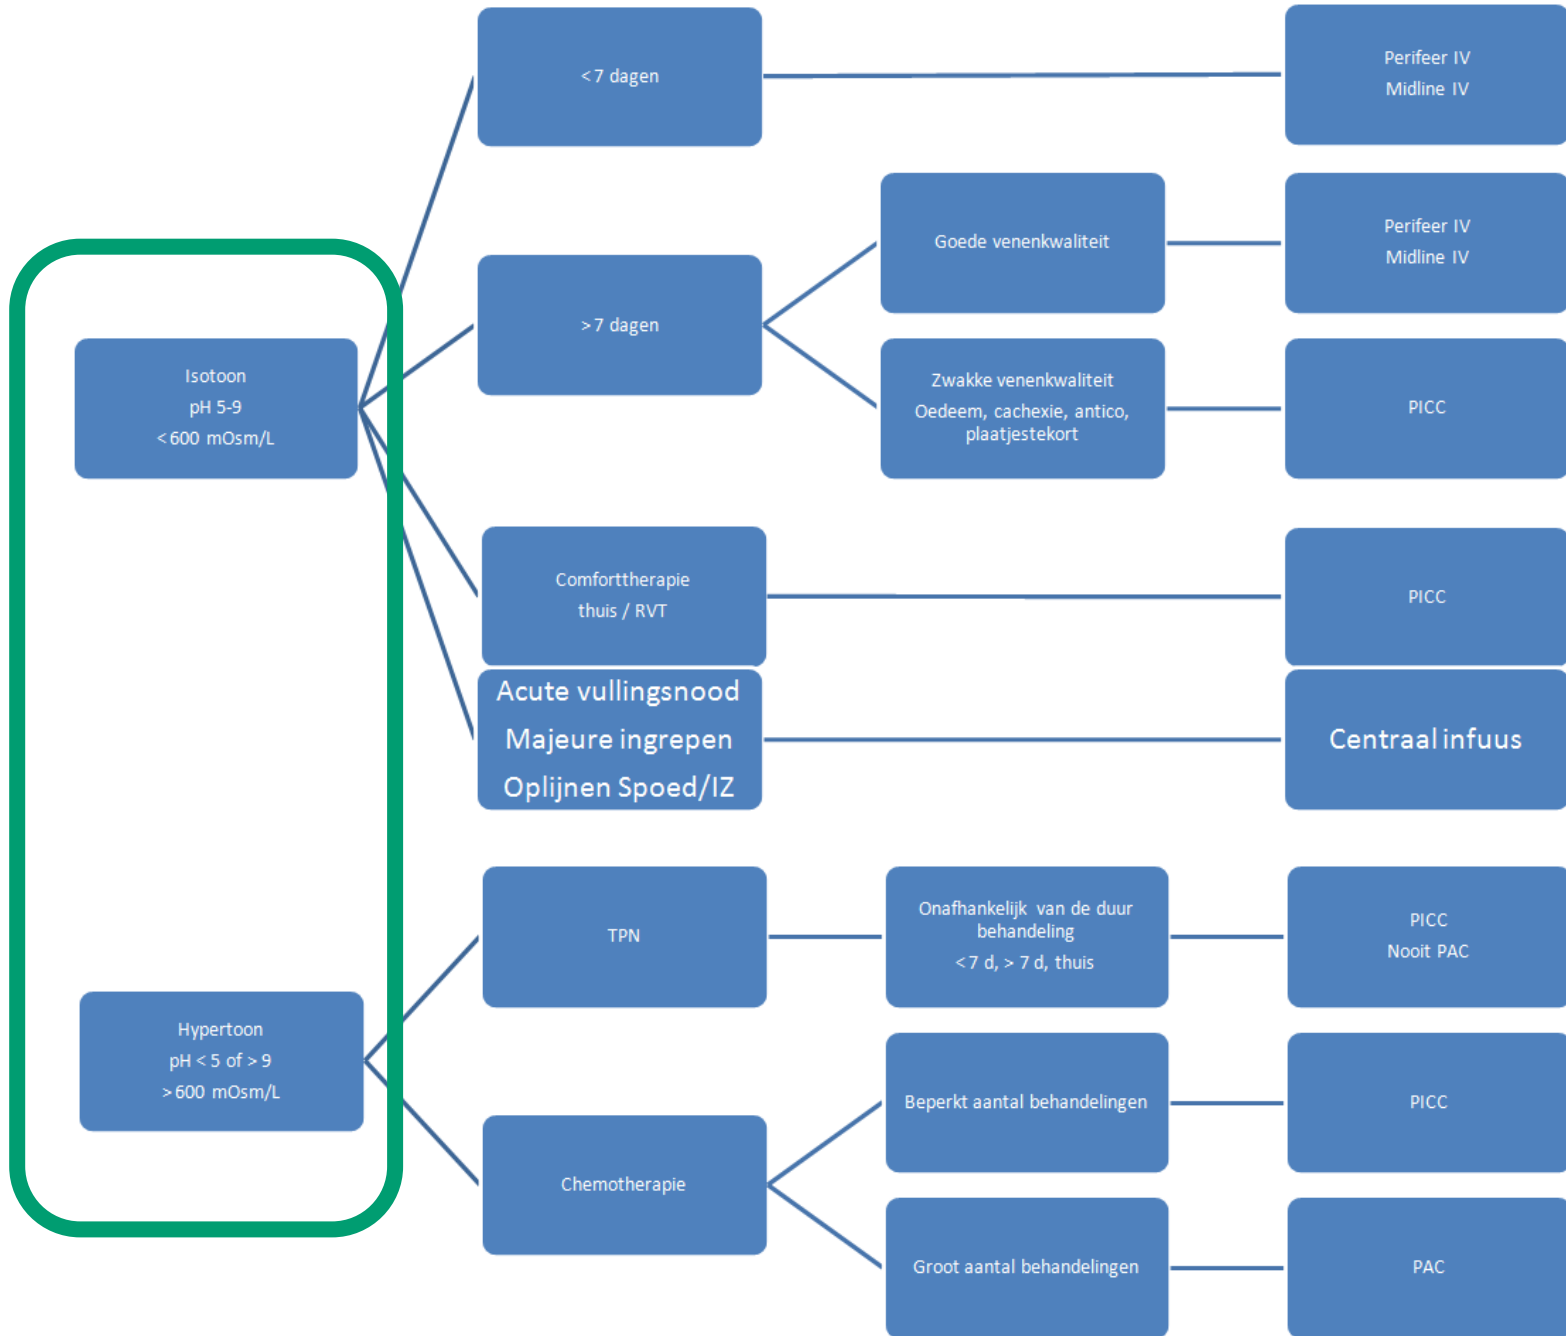 < 7 dagen
Perifeer IV
Midline IV
Goede venenkwaliteit
Perifeer IV
Midline IV
> 7 dagen
Isotoon
pH 5-9
< 600 mOsm/L
Zwakke venenkwaliteit
Oedeem, cachexie, antico,
plaatjestekort
PICC
Comforttherapie
thuis / RVT
PICC
Acute vullingsnood
Majeure ingrepen
Oplijnen Spoed/IZ
Centraal infuus
TPN
Onafhankelijk van de duur
behandeling
< 7 d, > 7 d, thuis
PICC
Nooit PAC
Hypertoon
pH < 5 of > 9
> 600 mOsm/L
Beperkt aantal behandelingen
PICC
Chemotherapie
Groot aantal behandelingen
PAC